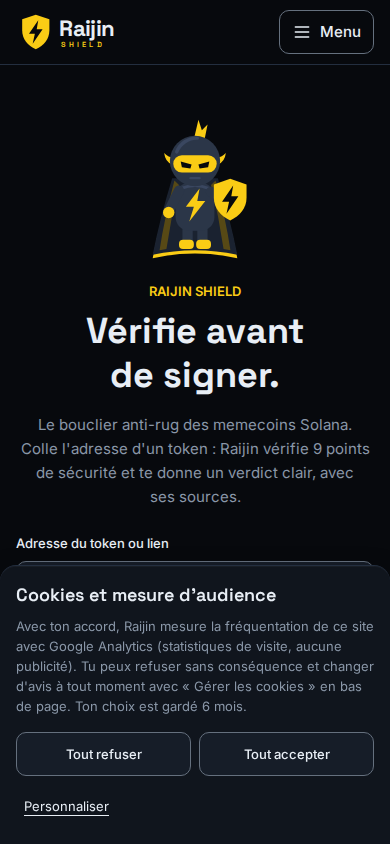 Raijin
SHIELD
Menu
RAIJIN SHIELD
Vérifie avant
de signer.
Le bouclier anti-rug des memecoins Solana.
Colle l'adresse d'un token : Raijin vérifie 9 points
de sécurité et te donne un verdict clair, avec
ses sources.
Adresse du token ou lien
Cookies et mesure d’audience
Avec ton accord, Raijin mesure la fréquentation de ce site
avec Google Analytics (statistiques de visite, aucune
publicité). Tu peux refuser sans conséquence et changer
d'avis à tout moment avec « Gérer les cookies » en bas
de page. Ton choix est gardé 6 mois.
Tout refuser
Tout accepter
Personnaliser